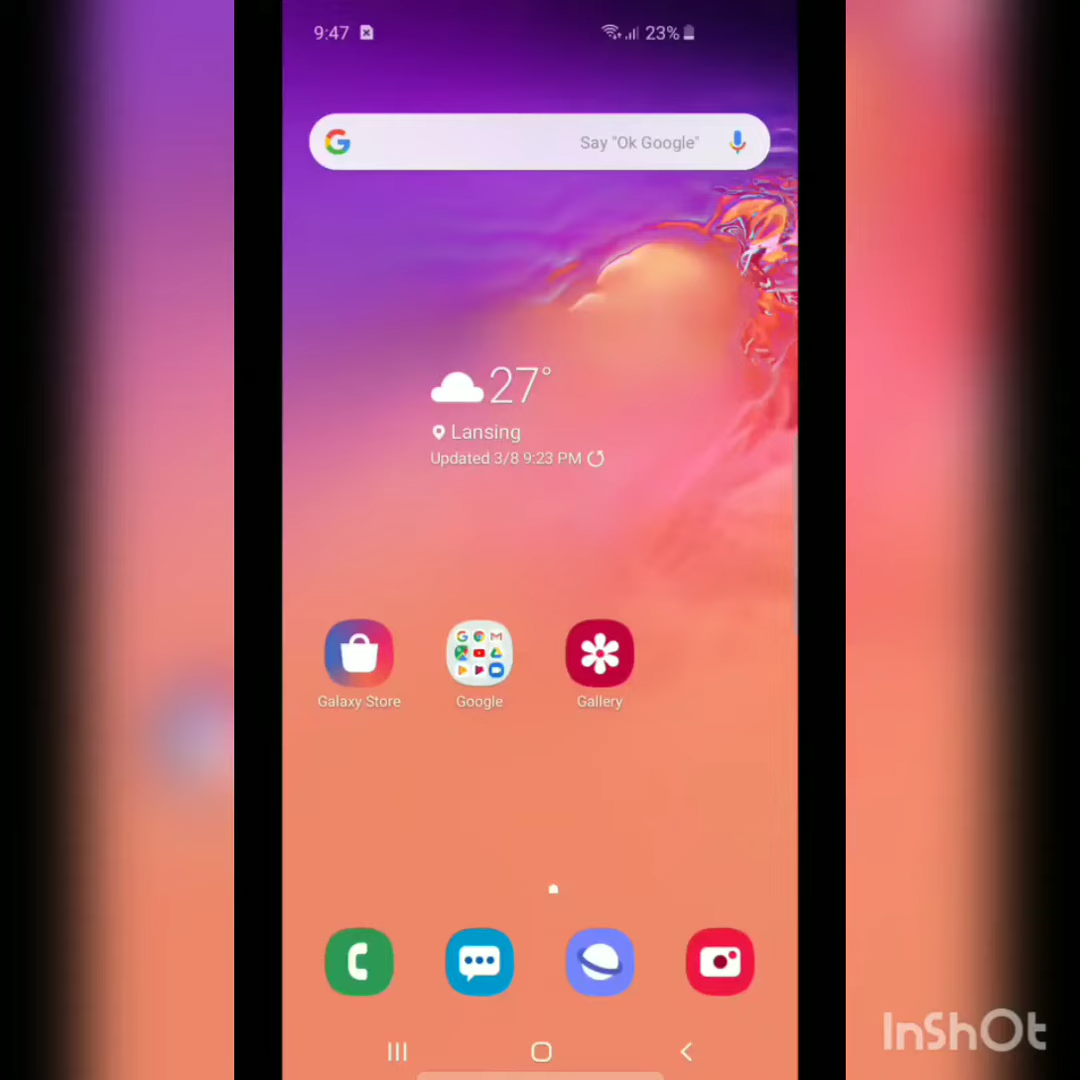 9:47 23%
Say "Ok Google"
27°
Lansing
Updated 3/8 9:23 PM
Galaxy Store Google Gallery
InShOt